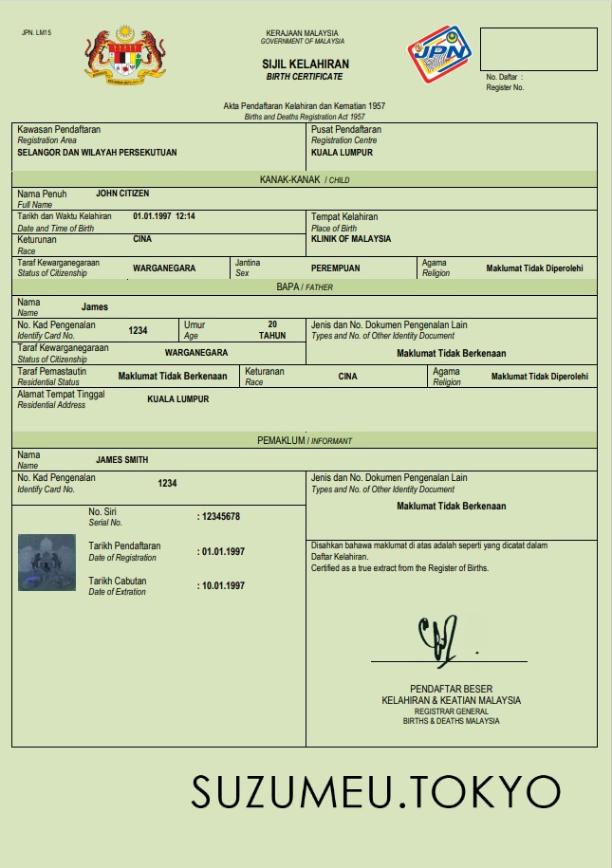 JPN. LM15
KERAJAAN MALAYSIA
GOVERNMENT OF MALAYSIA
SIJIL KELAHIRAN
BIRTH CERTIFICATE
JPN
No. Daftar :
Register No.
Akta Pendaftaran Kelahiran dan Kematian 1957
Births and Deaths Registration Act 1957
Kawasan Pendaftaran
Registration Area
SELANGOR DAN WILAYAH PERSEKUTUAN
Pusat Pendaftaran
Registration Centre
KUALA LUMPUR
KANAK-KANAK / CHILD
Nama Penuh JOHN CITIZEN
Full Name
Tarikh dan Waktu Kelahiran 01.01.1997 12:14
Date and Time of Birth
Tempat Kelahiran
Place of Birth
KLINIK OF MALAYSIA
Keturunan CINA
Race
Taraf Kewarganegaraan
Status of Citizenship
WARGANEGARA
Jantina
Sex
PEREMPUAN
Agama
Religion
Maklumat Tidak Diperolehi
BAPA / FATHER
Nama
Name
James
No. Kad Pengenalan
Identify Card No.
1234
Umur
Age
20
TAHUN
Jenis dan No. Dokumen Pengenalan Lain
Types and No. of Other Identity Document
Maklumat Tidak Berkenaan
Taraf Kewarganegaraan
Status of Citizenship
WARGANEGARA
Taraf Pemastautin
Residential Status
Maklumat Tidak Berkenaan
Keturanan
Race
CINA
Agama
Religion
Maklumat Tidak Diperolehi
Alamat Tempat Tinggal
Residential Address
KUALA LUMPUR
PEMAKLUM / INFORMANT
Nama
Name
JAMES SMITH
No. Kad Pengenalan
Identify Card No.
1234
Jenis dan No. Dokumen Pengenalan Lain
Types and No. of Other Identity Document
Maklumat Tidak Berkenaan
No. Siri
Serial No.
: 12345678
Tarikh Pendaftaran
Date of Registration
: 01.01.1997
Tarikh Cabutan
Date of Extration
: 10.01.1997
Disahkan bahawa maklumat di atas adalah seperti yang dicatat dalam
Daftar Kelahiran.
Certified as a true extract from the Register of Births.
PENDAFTAR BESER
KELAHIRAN & KEATIAN MALAYSIA
REGISTRAR GENERAL
BIRTHS & DEATHS MALAYSIA
SUZUMEU.TOKYO